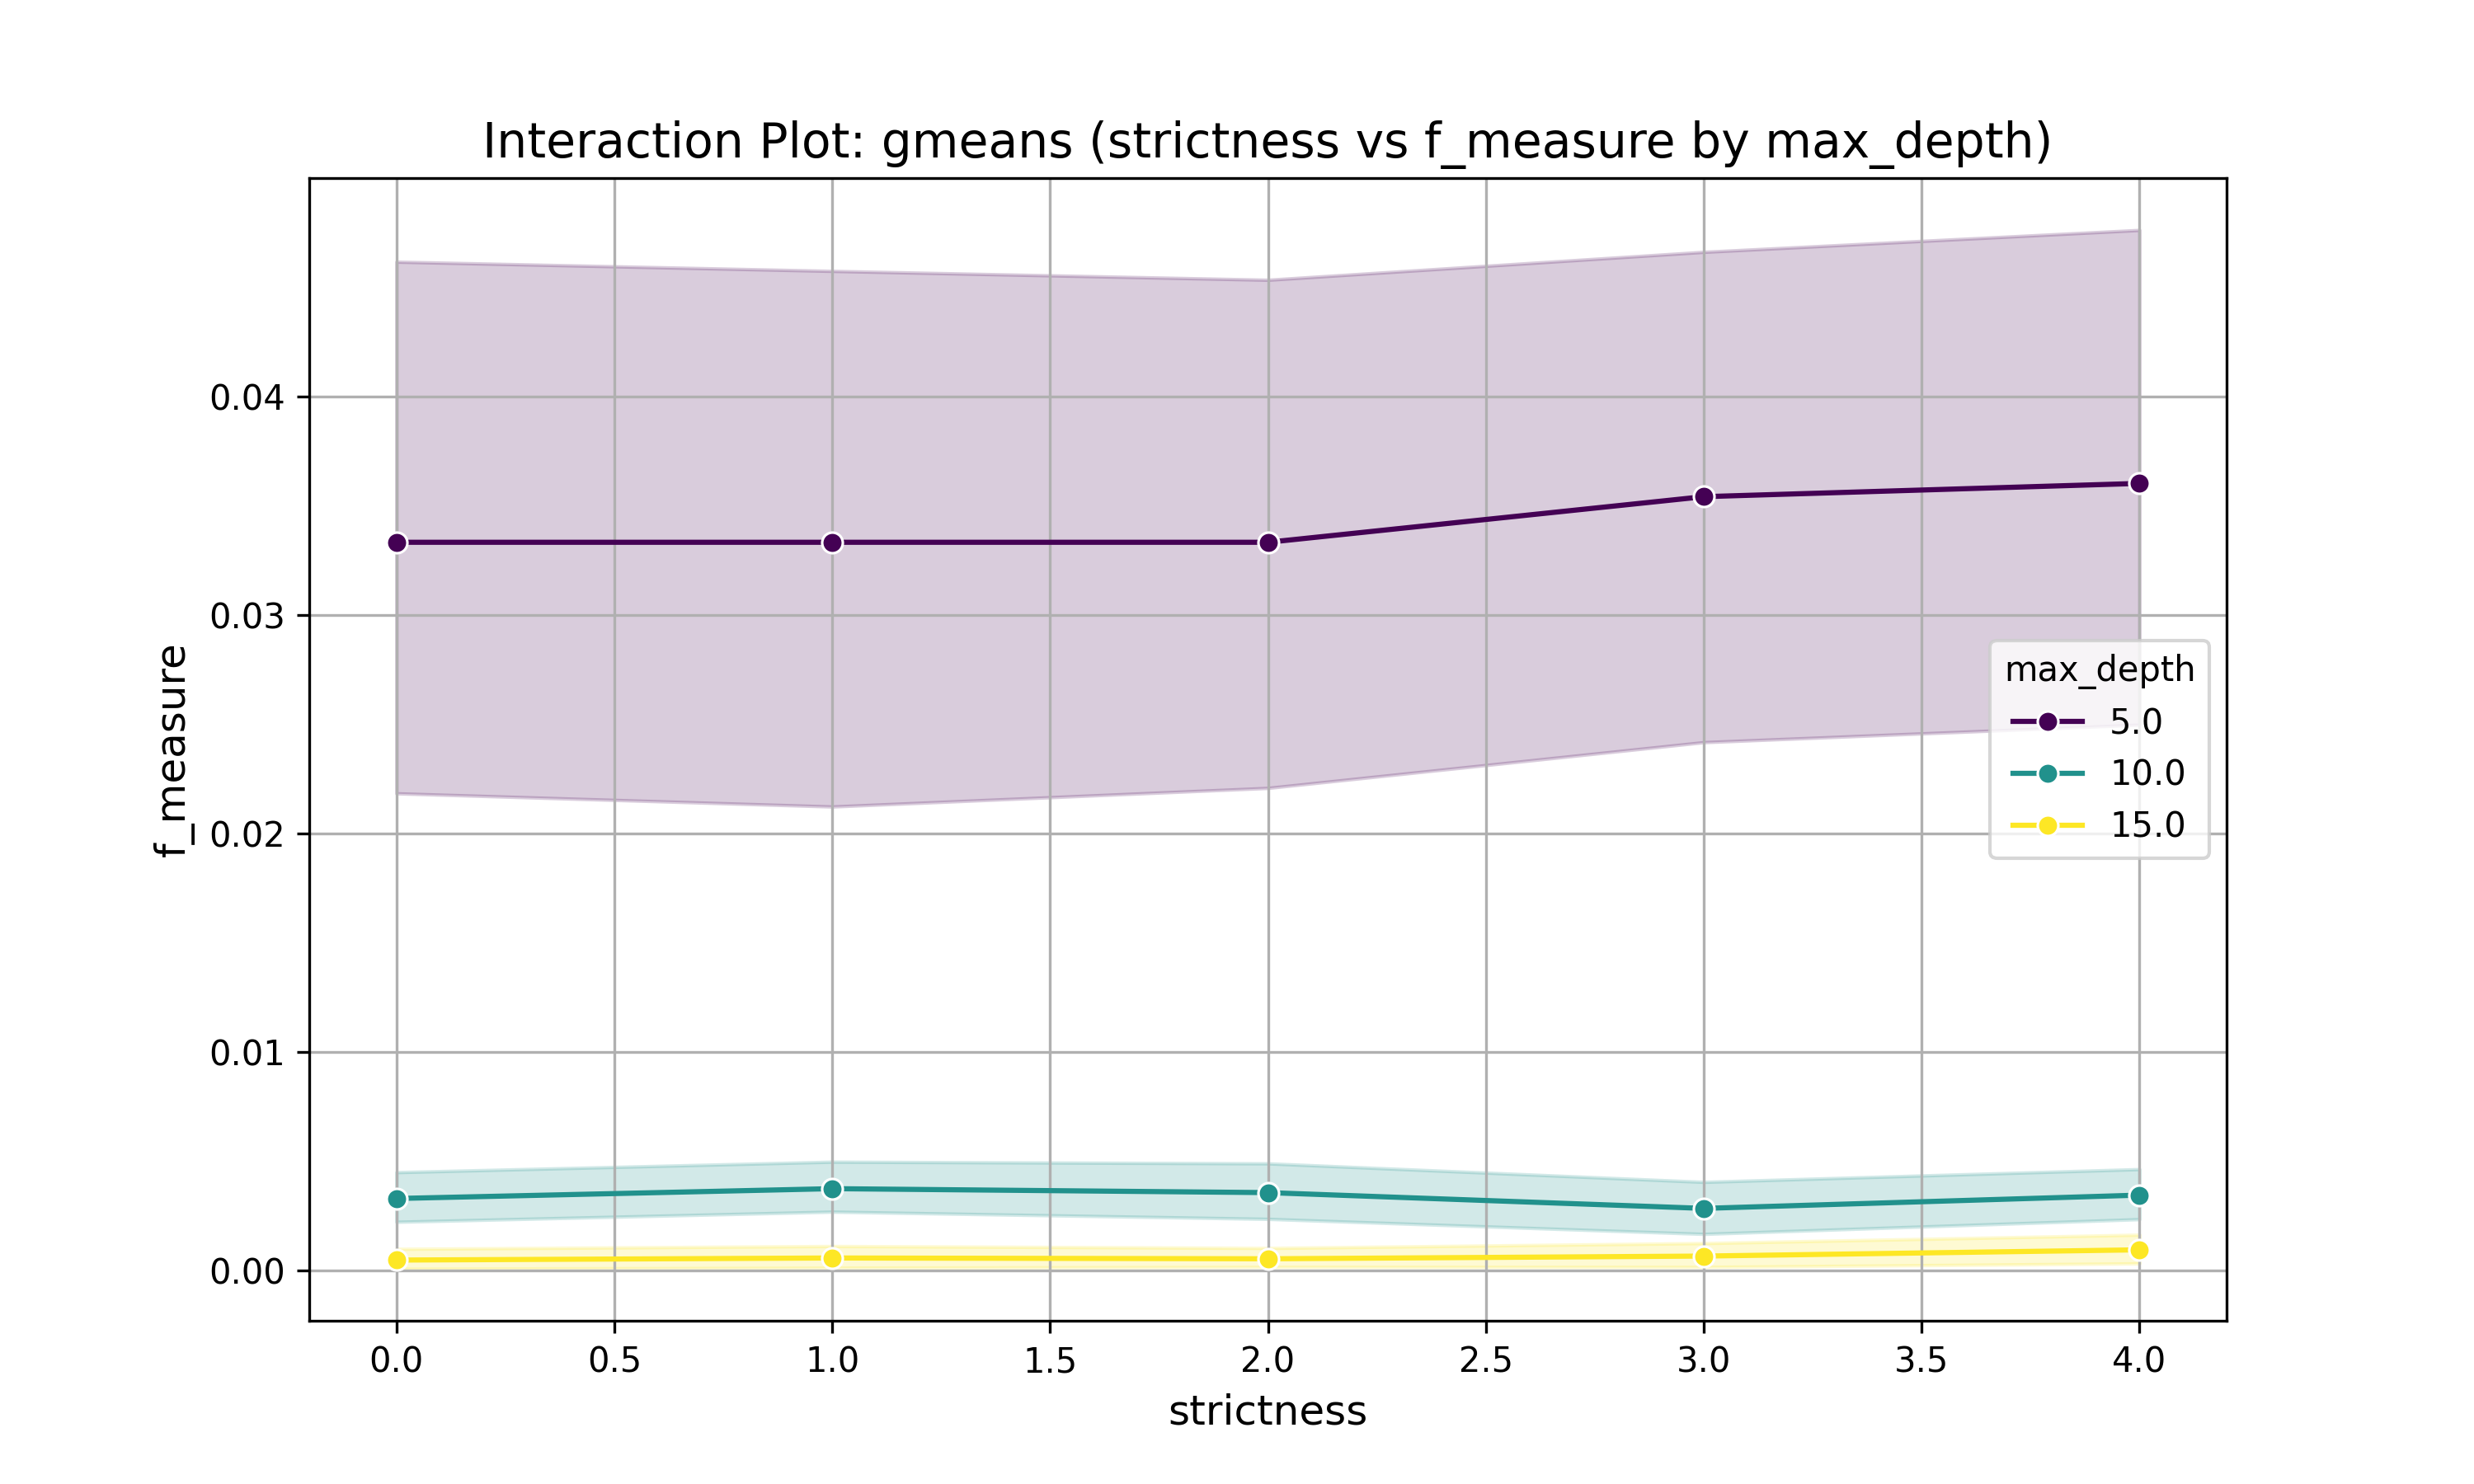 Interaction Plot: gmeans (strictness vs f_measure by max_depth)
f_measure
0.04
0.03
0.02
0.01
0.00
max_depth
5.0
10.0
15.0
0.0 0.5 1.0 1.5 2.0 2.5 3.0 3.5 4.0
strictness